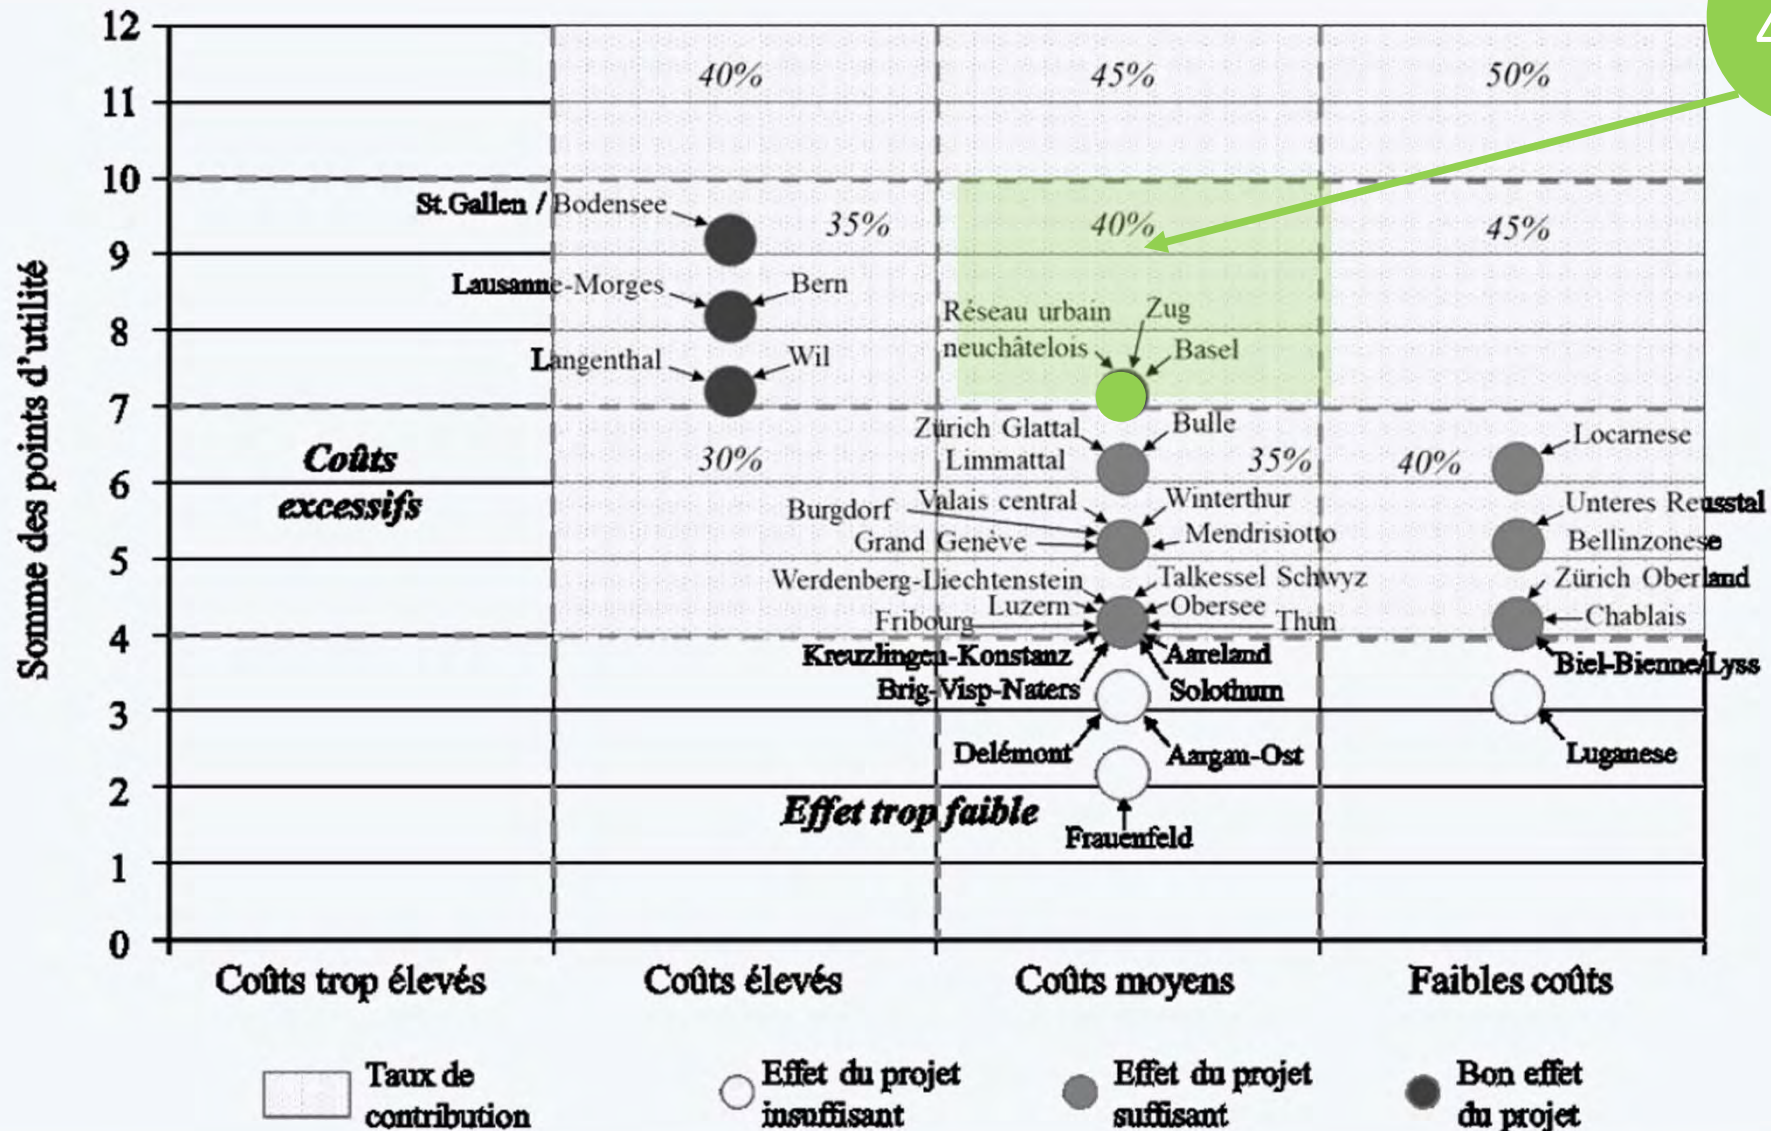 4
12
40%
45%
50%
11
10
St.Gallen / Bodensee
35%
40%
45%
9
Lausanne-Morges
Bern
Réseau urbain
neuchâtelois
Zug
8
Langenthal
Wil
Basel
7
Coûts
excessifs
30%
Zürich Glattal
Bulle
Limmattal
35%
40%
Locarnese
6
Burgdorf
Valais central
Winterthur
Unteres Reusstal
Grand Genève
Mendrisiotto
Bellinzonese
5
Werdenberg-Liechtenstein
Talkessel Schwyz
Zürich Oberland
Luzern
Obersee
Fribourg
Thun
Chablais
4
Kreuzlingen-Konstanz
Aareland
Biel-Bienne/Lyss
Brig-Visp-Naters
Solothurn
3
Delémont
Aargan-Ost
Luganese
2
Effet trop faible
Frauenfeld
1
0
Somme des points d'utilité
Coûts trop élevés
Coûts élevés
Coûts moyens
Faibles coûts
Taux de
contribution
Effet du projet
insuffisant
Effet du projet
suffisant
Bon effet
du projet